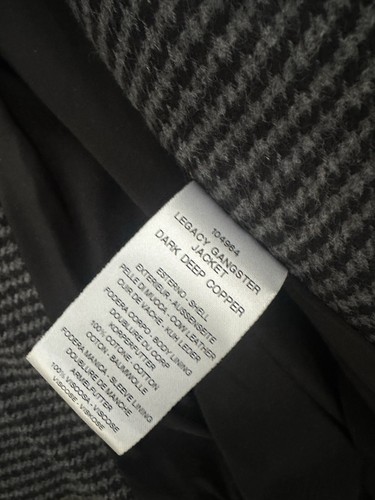 104964
LEGACY GANGSTER
JACKET
DARK DEEP COPPER
ESTERNO - SHELL
EXTERIEUR - AUSSENSEITE
PELLE DI MUCCA - COW LEATHER
CUIR DE VACHE - KUH LEDER
FODERA CORPO - BODY LINING
DOUBLURE DU CORP
KORPERFUTTER
100% COTONE - COTTON
COTON - BAUMWOLLE
FODERA MANICA - SLEEVE LINING
DOUBLURE DE MANCHE
ARMELFUTTER
100% VISCOSA - VISCOSE
VISCOSE - VISKOSE